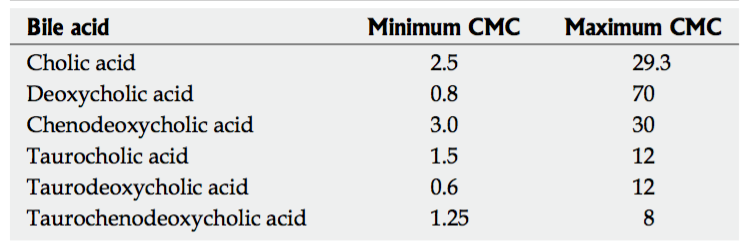 Bile acid Minimum CMC Maximum CMC
Cholic acid 2.5 29.3
Deoxycholic acid 0.8 70
Chenodeoxycholic acid 3.0 30
Taurocholic acid 1.5 12
Taurodeoxycholic acid 0.6 12
Taurochenodeoxycholic acid 1.25 8